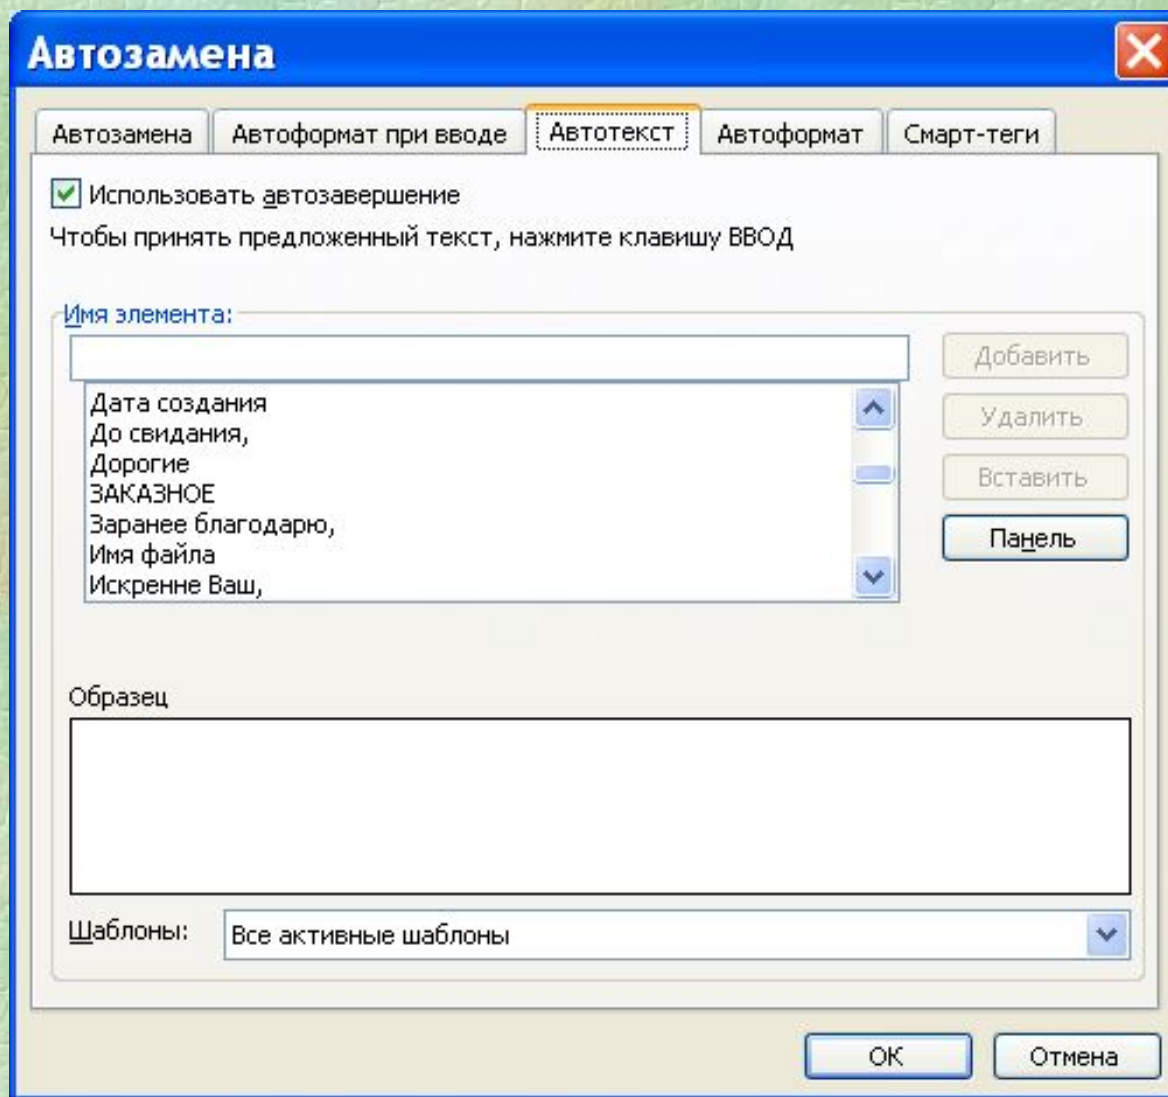 Автозамена
Автозамена Автоформат при вводе Автотекст Автоформат Смарт-теги
Использовать автозавершение
Чтобы принять предложенный текст, нажмите клавишу ВВОД
Имя элемента:
Добавить
Дата создания
До свидания,
Удалить
Дорогие
ЗАКАЗНОЕ
Вставить
Заранее благодарю,
Панель
Имя файла
Искренне Ваш,
Образец
Шаблоны: Все активные шаблоны
ОК Отмена